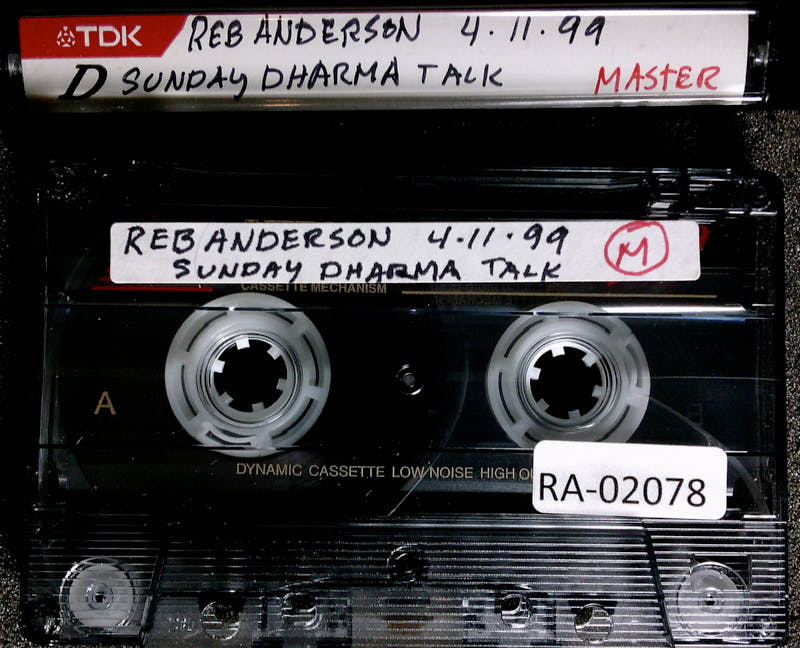 TDK REB ANDERSON 4.11.99
D SUNDAY DHARMA TALK MASTER
REB ANDERSON 4.11.99 M
SUNDAY DHARMA TALK
CASSETTE MECHANISM
A
DYNAMIC CASSETTE LOW NOISE HIGH
RA-02078